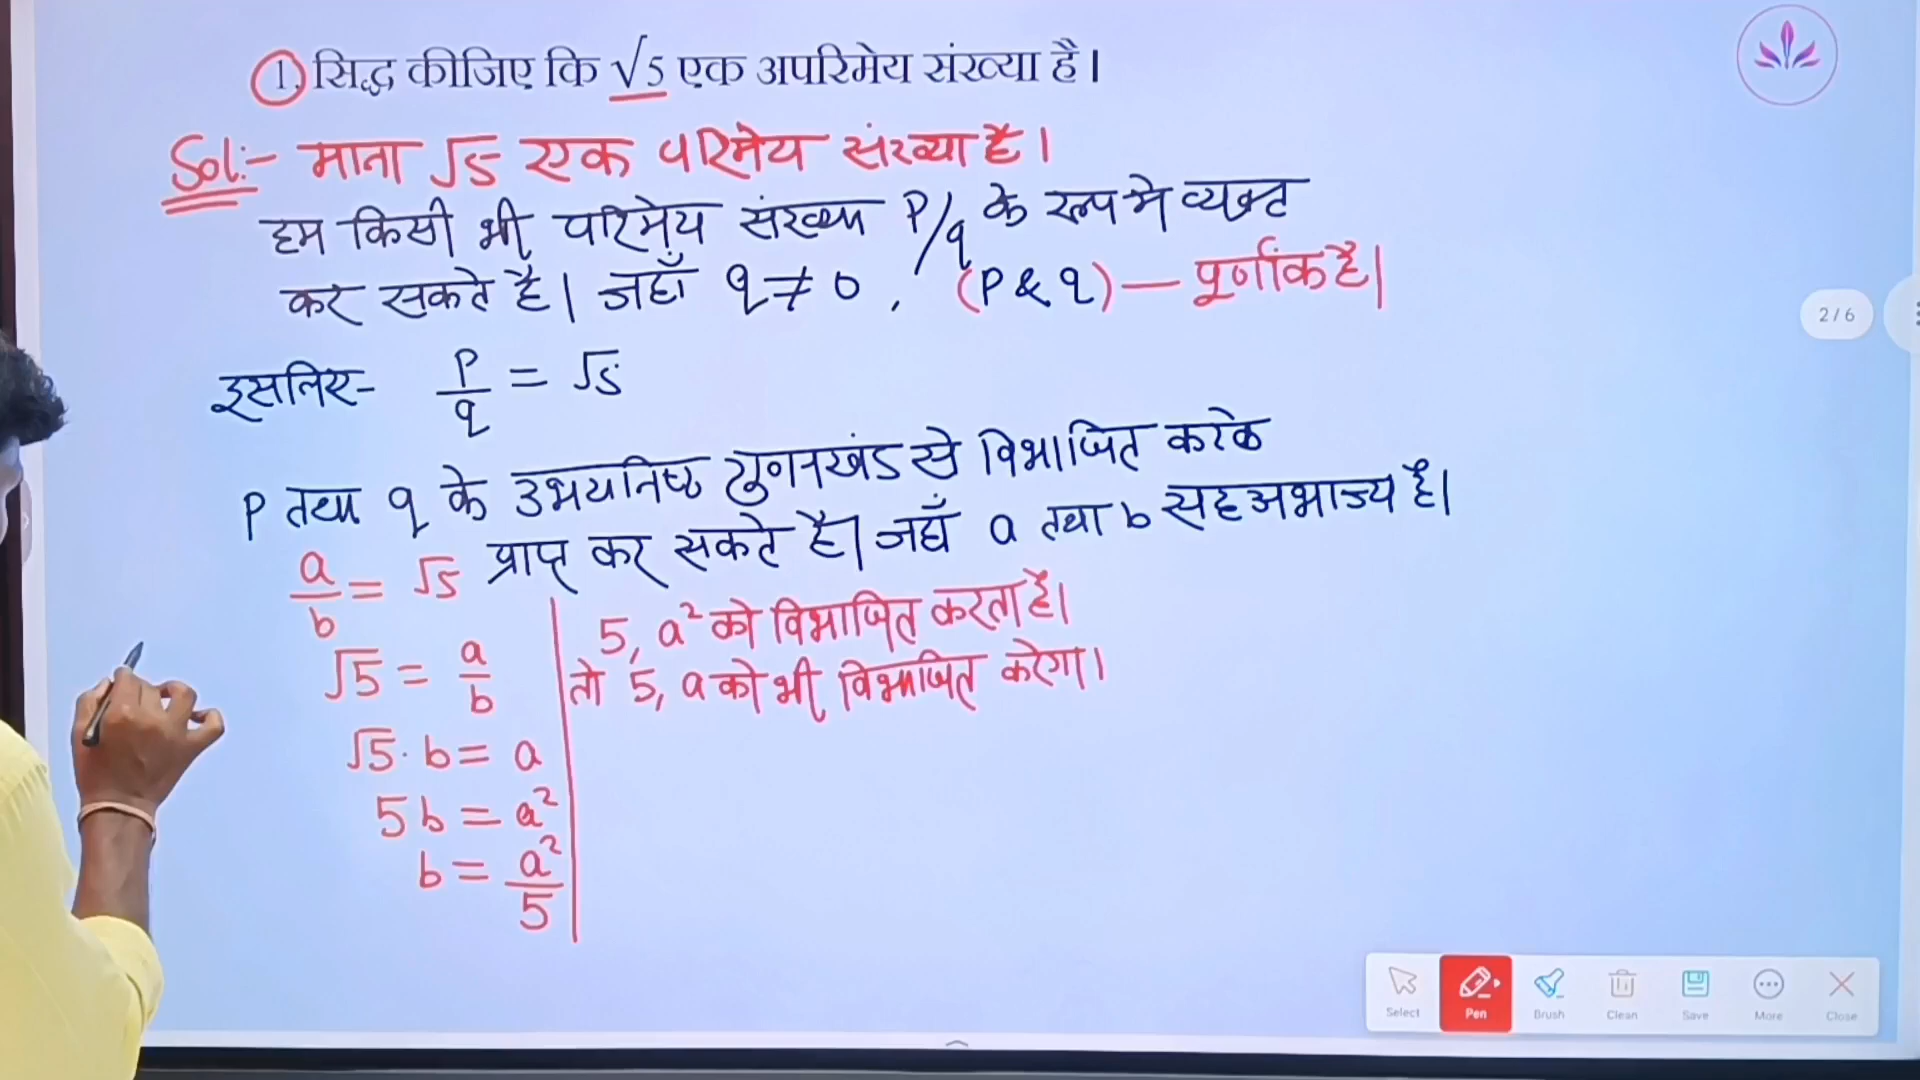 1. सिद्ध कीजिए कि √5 एक अपरिमेय संख्या है।
Sol:- माना √5 एक परिमेय संख्या है।
हम किसी भी परिमेय संख्या P/q के रूप मे व्यक्त
कर सकते है। जहाँ q ≠ 0, (P & q) — पूर्णांक है।
इसलिए- P/q = √5
P तथा q के उभयनिष्ठ गुणनखंड से विभाजित करके
प्राप्त कर सकते है। जहाँ a तथा b सह अभाज्य है।
a/b = √5
5, a² को विभाजित करता है।
तो 5, a को भी विभाजित करेगा।
√5 = a/b
√5 . b = a
5b = a²
b = a²/5
2/6
Select Pen Brush Clean Save More Close